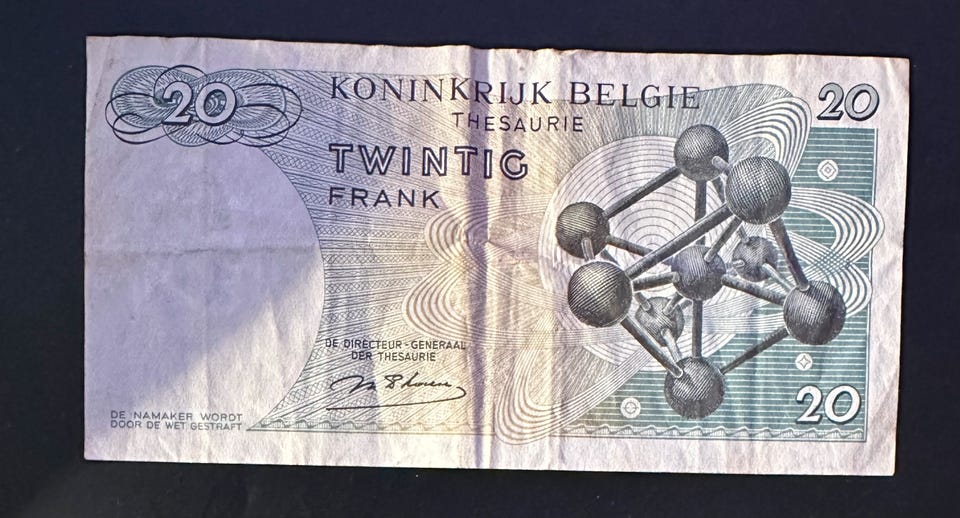 20
KONINKRIJK BELGIE
20
THESAURIE
TWINTIG
FRANK
DE DIRECTEUR-GENERAAL
DER THESAURIE
DE NAMAKER WORDT
DOOR DE WET GESTRAFT
20